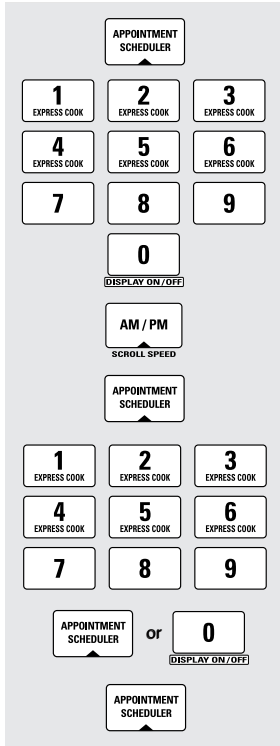 APPOINTMENT
SCHEDULER
1 2 3
EXPRESS COOK EXPRESS COOK EXPRESS COOK
4 5 6
EXPRESS COOK EXPRESS COOK EXPRESS COOK
7 8 9
0
DISPLAY ON/OFF
AM / PM
SCROLL SPEED
APPOINTMENT
SCHEDULER
1 2 3
EXPRESS COOK EXPRESS COOK EXPRESS COOK
4 5 6
EXPRESS COOK EXPRESS COOK EXPRESS COOK
7 8 9
APPOINTMENT
SCHEDULER or 0
DISPLAY ON/OFF
APPOINTMENT
SCHEDULER